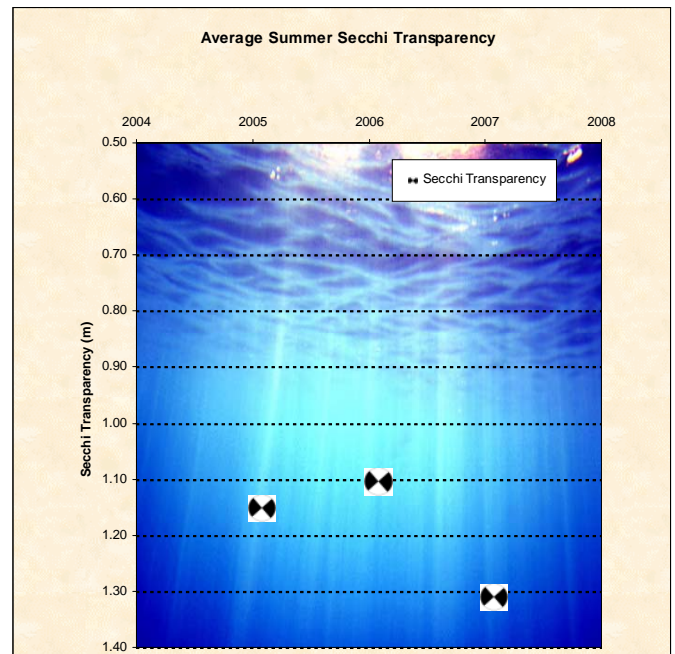 Average Summer Secchi Transparency
2004 2005 2006 2007 2008
Secchi Transparency
0.50
0.60
0.70
0.80
0.90
1.00
1.10
1.20
1.30
1.40
Secchi Transparency (m)